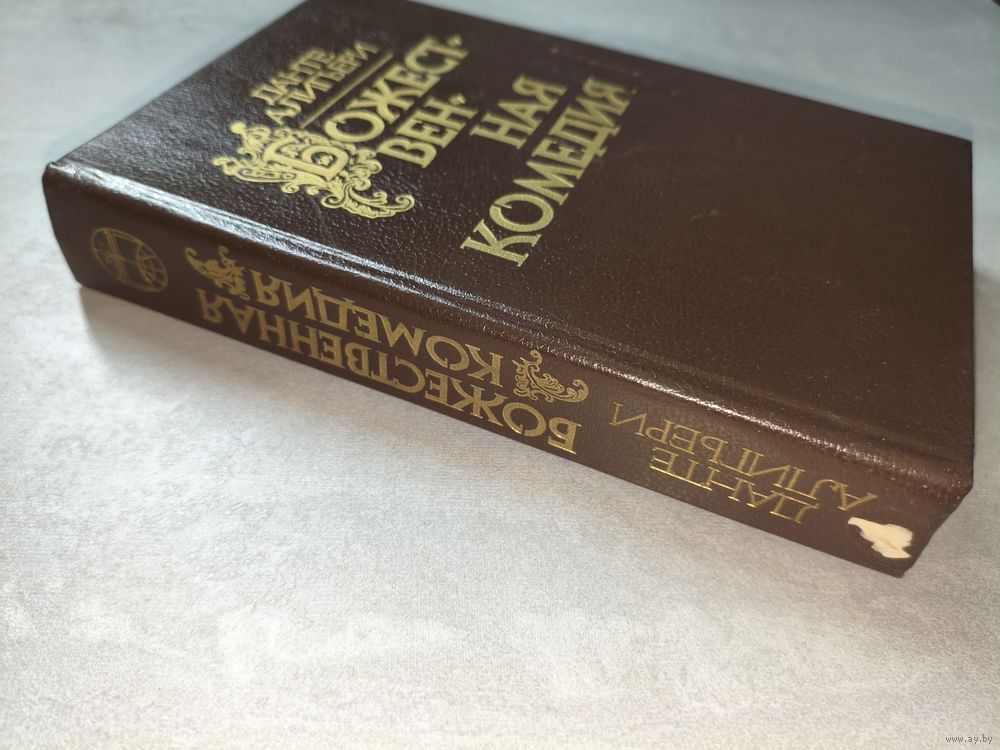 ДАНТЕ
АЛИГЬЕРИ
БОЖЕСТ-
ВЕН-
НАЯ
КОМЕДИЯ
ДАНТЕ
АЛИГЬЕРИ
БОЖЕСТВЕННАЯ
КОМЕДИЯ
www.ay.by